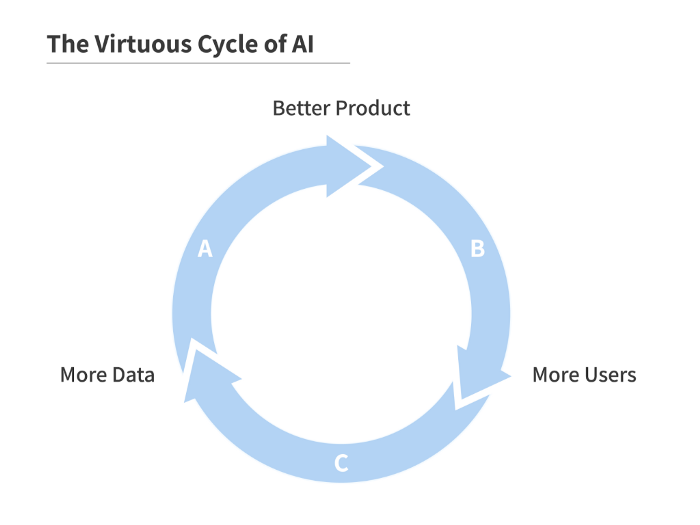 The Virtuous Cycle of AI
Better Product
A
B
More Data
More Users
C